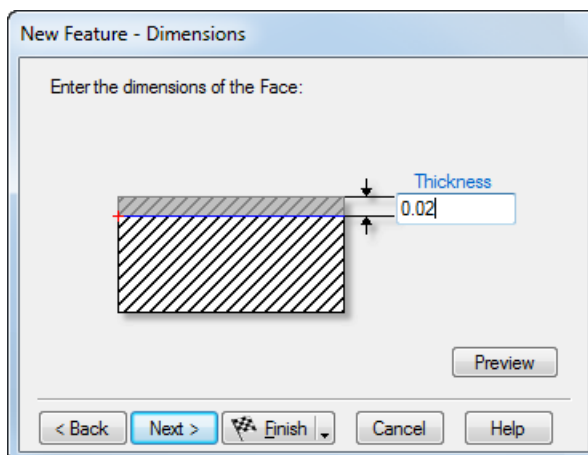 New Feature - Dimensions
Enter the dimensions of the Face:
Thickness
0.02
Preview
< Back Next > Finish Cancel Help